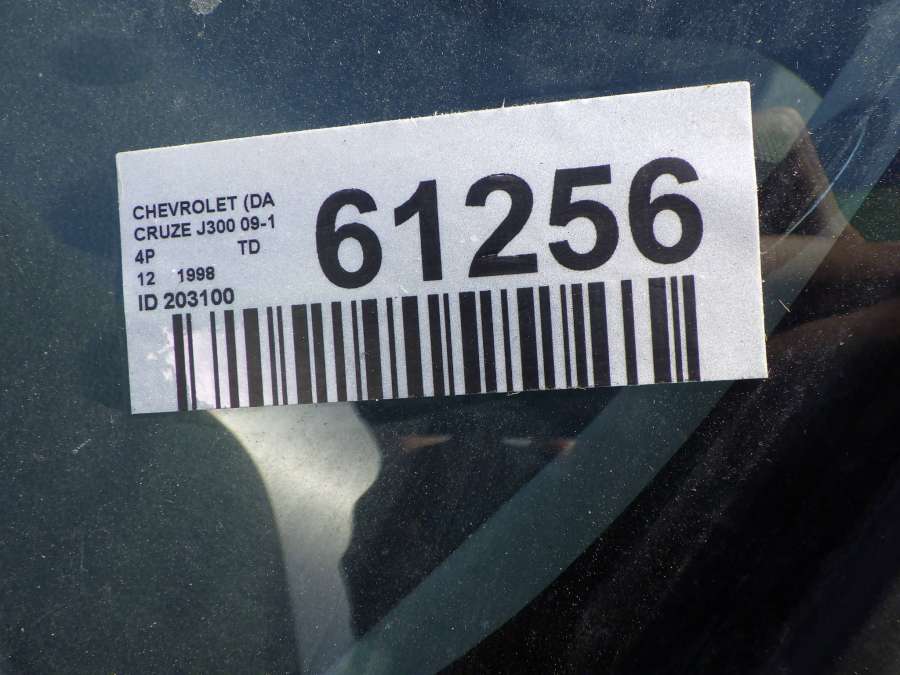 CHEVROLET (DA
CRUZE J300 09-1
4P TD
12 1998
ID 203100
61256